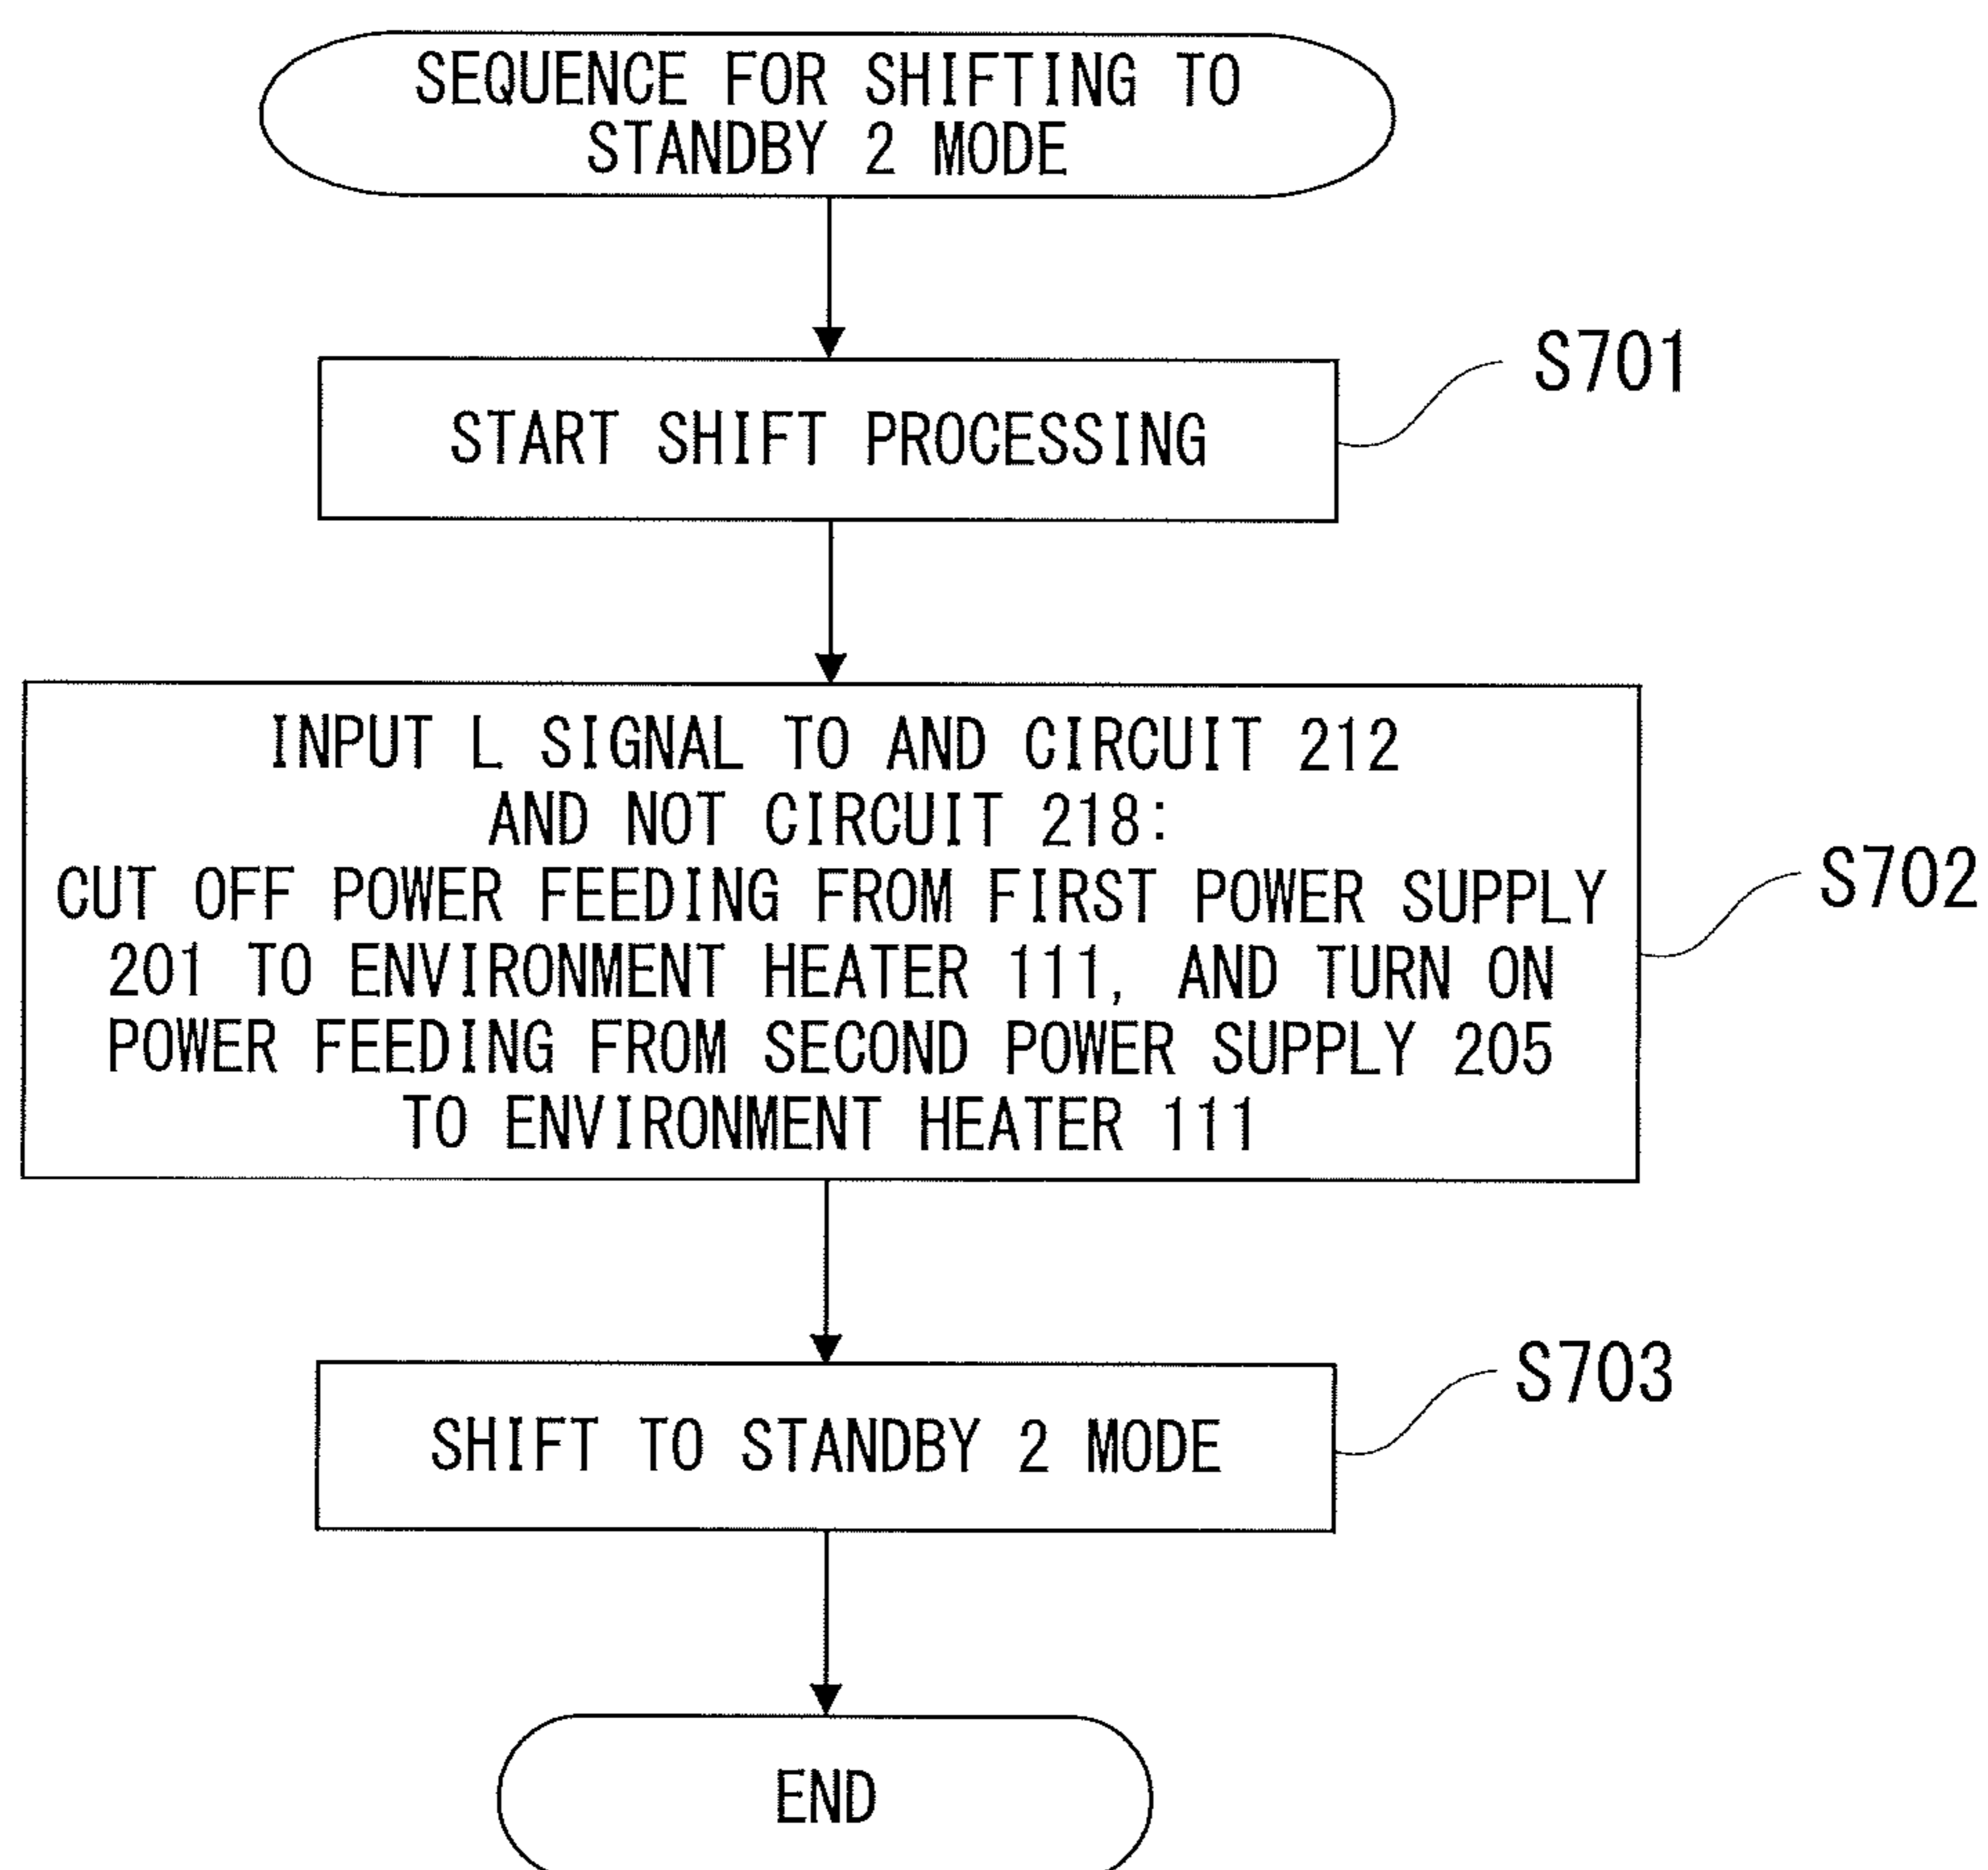 SEQUENCE FOR SHIFTING TO
STANDBY 2 MODE
START SHIFT PROCESSING
S701
INPUT L SIGNAL TO AND CIRCUIT 212
AND NOT CIRCUIT 218:
CUT OFF POWER FEEDING FROM FIRST POWER SUPPLY
201 TO ENVIRONMENT HEATER 111, AND TURN ON
POWER FEEDING FROM SECOND POWER SUPPLY 205
TO ENVIRONMENT HEATER 111
S702
SHIFT TO STANDBY 2 MODE
S703
END